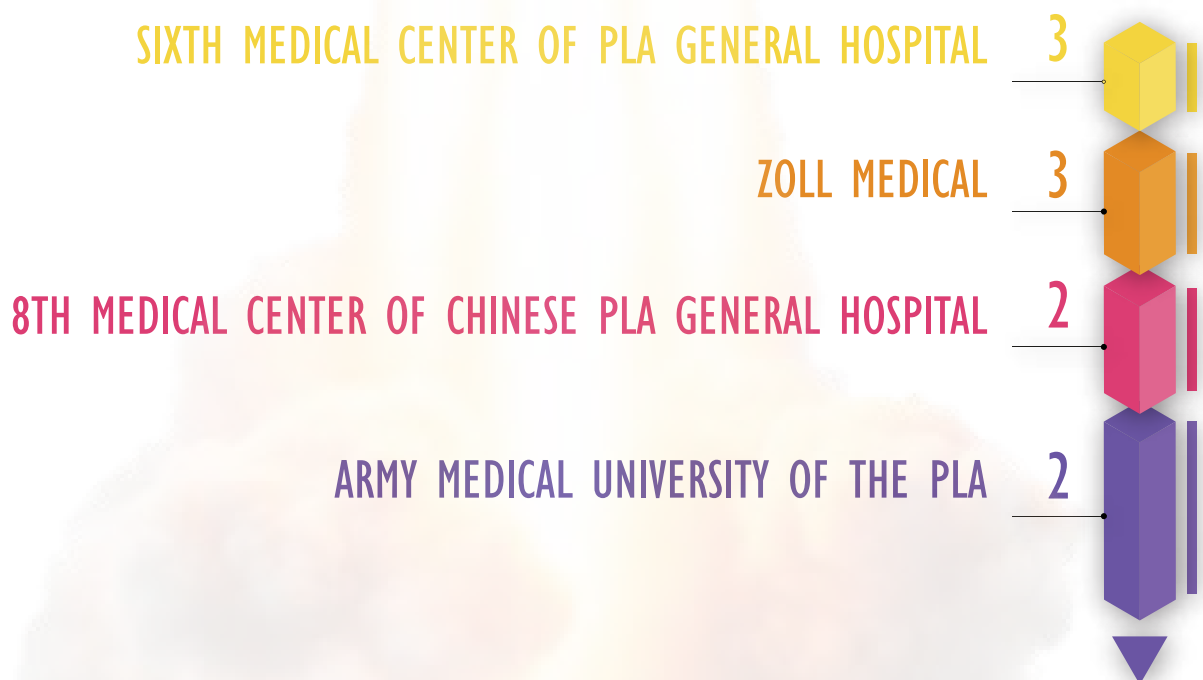 SIXTH MEDICAL CENTER OF PLA GENERAL HOSPITAL 3
ZOLL MEDICAL 3
8TH MEDICAL CENTER OF CHINESE PLA GENERAL HOSPITAL 2
ARMY MEDICAL UNIVERSITY OF THE PLA 2